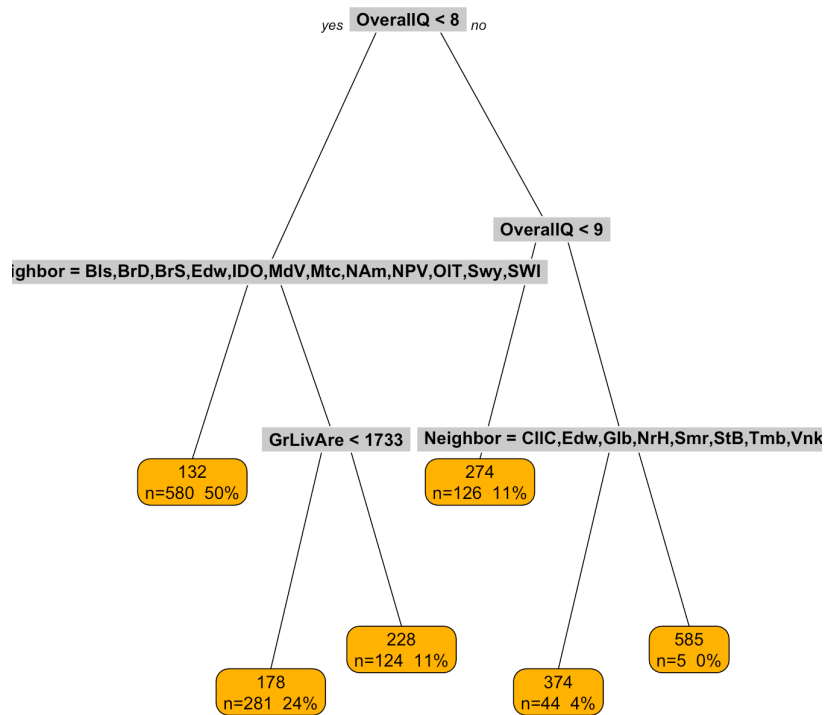 yes OverallQ < 8 no
OverallQ < 9
ighbor = Bls,BrD,BrS,Edw,IDO,MdV,Mtc,NAm,NPV,OlT,Swy,SWI
GrLivAre < 1733
Neighbor = CllC,Edw,Glb,NrH,Smr,StB,Tmb,Vnk
132
n=580 50%
274
n=126 11%
228
n=124 11%
585
n=5 0%
178
n=281 24%
374
n=44 4%